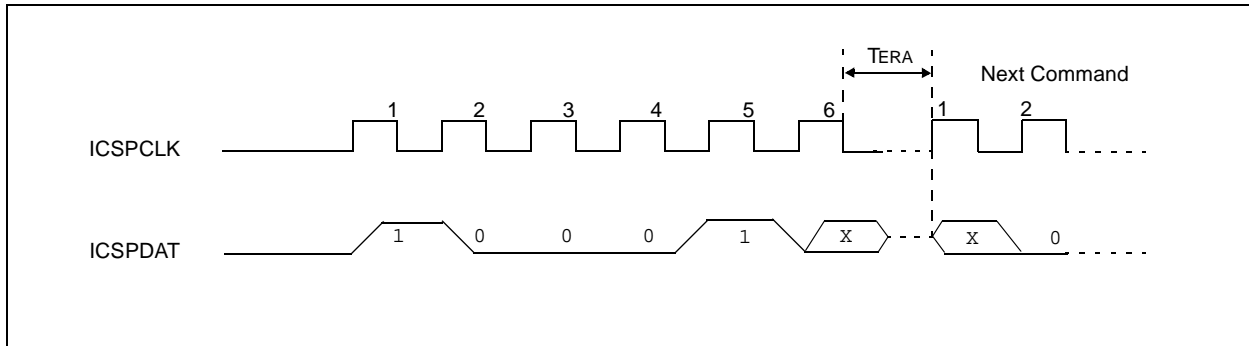 TERA
Next Command
1 2 3 4 5 6 1 2
ICSPCLK
1 0 0 0 1 X X 0
ICSPDAT